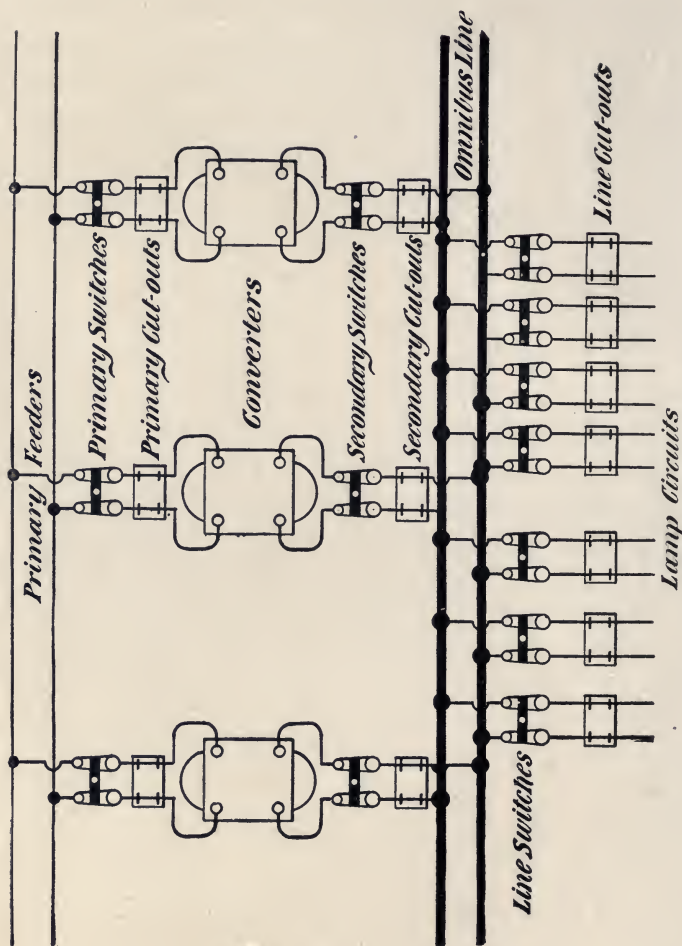 Primary Feeders
Primary Switches
Primary Cut-outs
Converters
Secondary Switches
Secondary Cut-outs
Omnibus Line
Line Switches
Line Cut-outs
Lamp Circuits